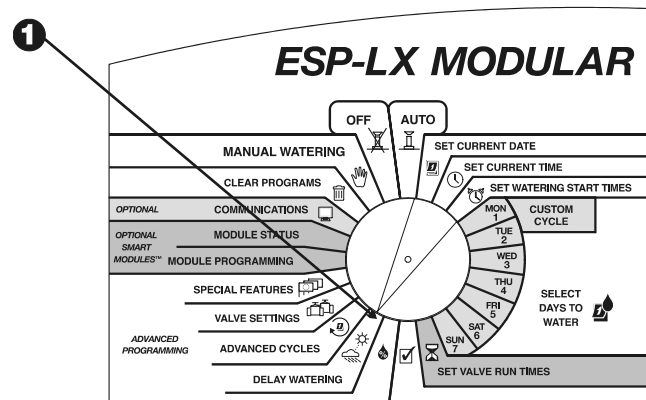 1
ESP-LX MODULAR
OFF
AUTO
MANUAL WATERING
CLEAR PROGRAMS
OPTIONAL
COMMUNICATIONS
OPTIONAL
SMART
MODULES™
MODULE STATUS
MODULE PROGRAMMING
SPECIAL FEATURES
VALVE SETTINGS
ADVANCED
PROGRAMMING
ADVANCED CYCLES
DELAY WATERING
SET CURRENT DATE
SET CURRENT TIME
SET WATERING START TIMES
MON
1
TUE
2
WED
3
THU
4
FRI
5
SAT
6
SUN
7
CUSTOM
CYCLE
SELECT
DAYS TO
WATER
1
SET VALVE RUN TIMES
%